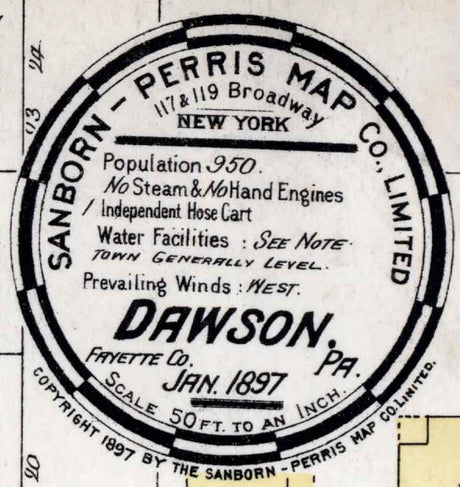 SANBORN - PERRIS MAP CO., LIMITED
117 & 119 Broadway
NEW YORK
Population 950.
No Steam & No Hand Engines
1 Independent Hose Cart
Water Facilities : SEE NOTE.
TOWN GENERALLY LEVEL.
Prevailing Winds : WEST.
DAWSON,
FAYETTE CO. PA.
JAN. 1897
SCALE 50 FT. TO AN INCH.
COPYRIGHT 1897 BY THE SANBORN - PERRIS MAP CO. LIMITED.
24
23
20